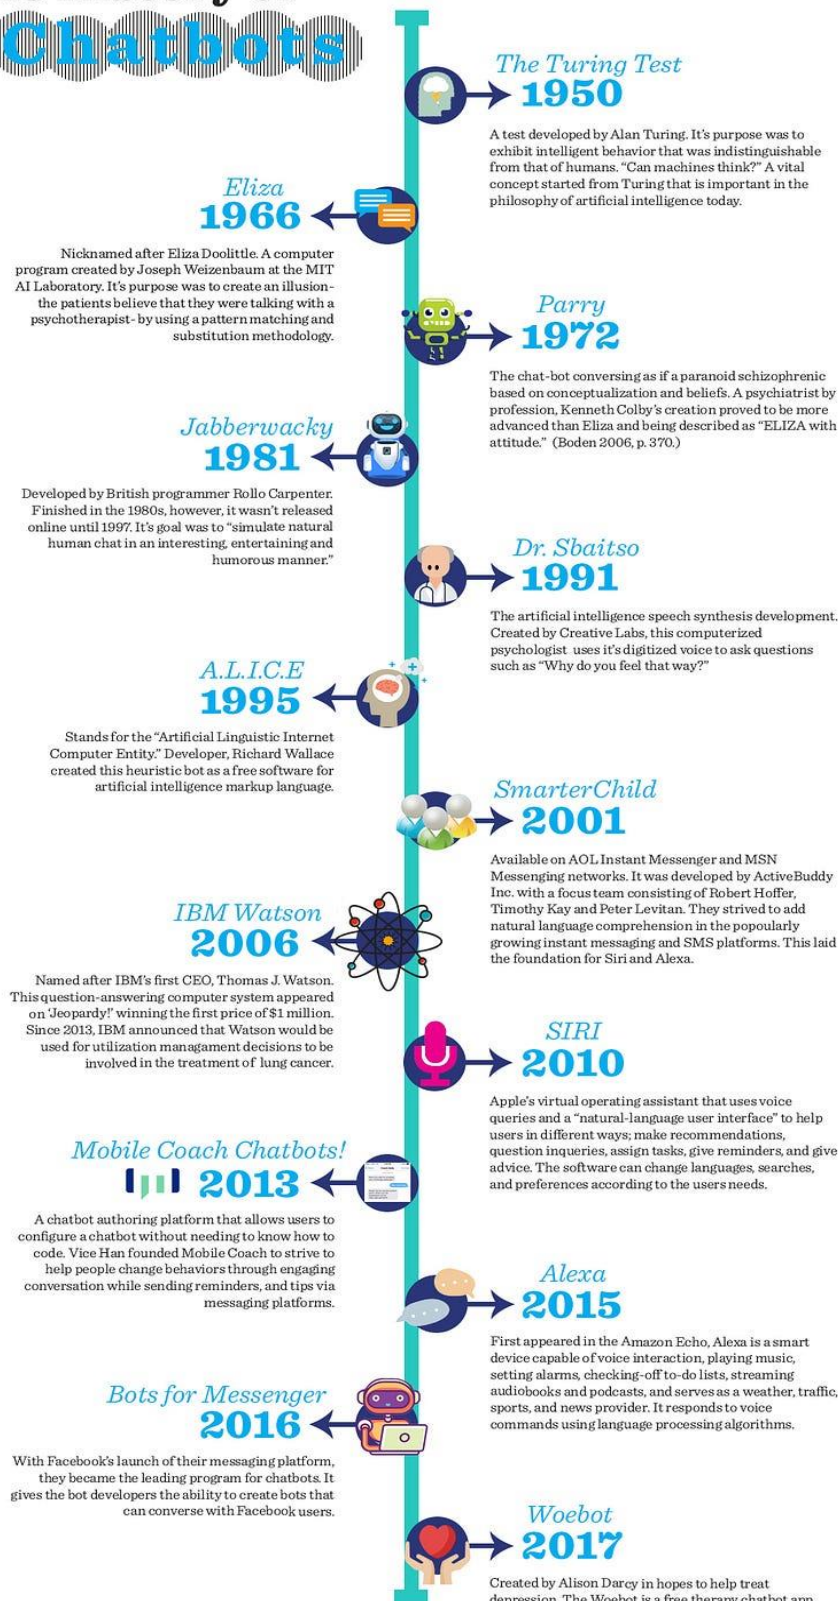 Chatbots
The Turing Test
1950
A test developed by Alan Turing. It's purpose was to
exhibit intelligent behavior that was indistinguishable
from that of humans. “Can machines think?” A vital
concept started from Turing that is important in the
philosophy of artificial intelligence today.
Eliza
1966
Nicknamed after Eliza Doolittle. A computer
program created by Joseph Weizenbaum at the MIT
AI Laboratory. It's purpose was to create an illusion-
the patients believe that they were talking with a
psychotherapist- by using a pattern matching and
substitution methodology.
Parry
1972
The chat-bot conversing as if a paranoid schizophrenic
based on conceptualization and beliefs. A psychiatrist by
profession, Kenneth Colby's creation proved to be more
advanced than Eliza and being described as “ELIZA with
attitude.” (Boden 2006, p. 370.)
Jabberwacky
1981
Developed by British programmer Rollo Carpenter.
Finished in the 1980s, however, it wasn't released
online until 1997. It's goal was to “simulate natural
human chat in an interesting, entertaining and
humorous manner.”
Dr. Sbaitso
1991
The artificial intelligence speech synthesis development.
Created by Creative Labs, this computerized
psychologist uses it's digitized voice to ask questions
such as “Why do you feel that way?”
A.L.I.C.E
1995
Stands for the “Artificial Linguistic Internet
Computer Entity.” Developer, Richard Wallace
created this heuristic bot as a free software for
artificial intelligence markup language.
SmarterChild
2001
Available on AOL Instant Messenger and MSN
Messenging networks. It was developed by ActiveBuddy
Inc. with a focus team consisting of Robert Hoffer,
Timothy Kay and Peter Levitan. They strived to add
natural language comprehension in the popoularly
growing instant messaging and SMS platforms. This laid
the foundation for Siri and Alexa.
IBM Watson
2006
Named after IBM's first CEO, Thomas J. Watson.
This question-answering computer system appeared
on 'Jeopardy!' winning the first price of $1 million.
Since 2013, IBM announced that Watson would be
used for utilization managament decisions to be
involved in the treatment of lung cancer.
SIRI
2010
Apple's virtual operating assistant that uses voice
queries and a “natural-language user interface” to help
users in different ways; make recommendations,
question inqueries, assign tasks, give reminders, and give
advice. The software can change languages, searches,
and preferences according to the users needs.
Mobile Coach Chatbots!
2013
A chatbot authoring platform that allows users to
configure a chatbot without needing to know how to
code. Vice Han founded Mobile Coach to strive to
help people change behaviors through engaging
conversation while sending reminders, and tips via
messaging platforms.
Alexa
2015
First appeared in the Amazon Echo, Alexa is a smart
device capable of voice interaction, playing music,
setting alarms, checking-off to-do lists, streaming
audiobooks and podcasts, and serves as a weather, traffic,
sports, and news provider. It responds to voice
commands using language processing algorithms.
Bots for Messenger
2016
With Facebook's launch of their messaging platform,
they became the leading program for chatbots. It
gives the bot developers the ability to create bots that
can converse with Facebook users.
Woebot
2017
Created by Alison Darcy in hopes to help treat
depression. The Woebot is a free therapy chatbot app